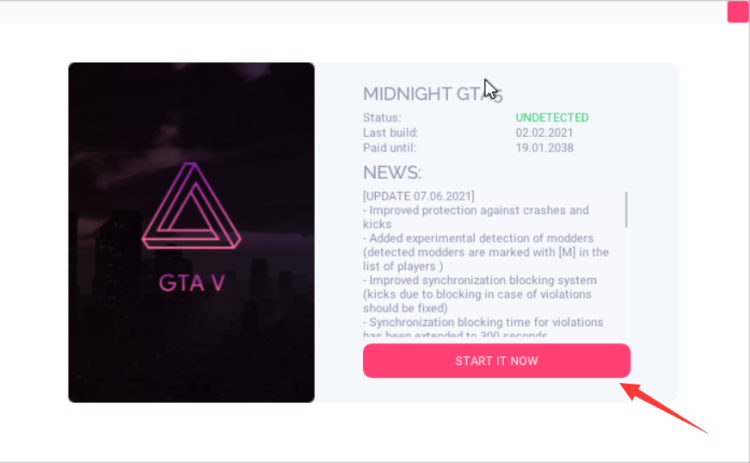 GTA V
MIDNIGHT GTA 5
Status: UNDETECTED
Last build: 02.02.2021
Paid until: 19.01.2038
NEWS:
[UPDATE 07.06.2021]
- Improved protection against crashes and
kicks
- Added experimental detection of modders
(detected modders are marked with [M] in the
list of players )
- Improved synchronization blocking system
(kicks due to blocking in case of violations
should be fixed)
- Synchronization blocking time for violations
has been extended to 300 seconds
START IT NOW